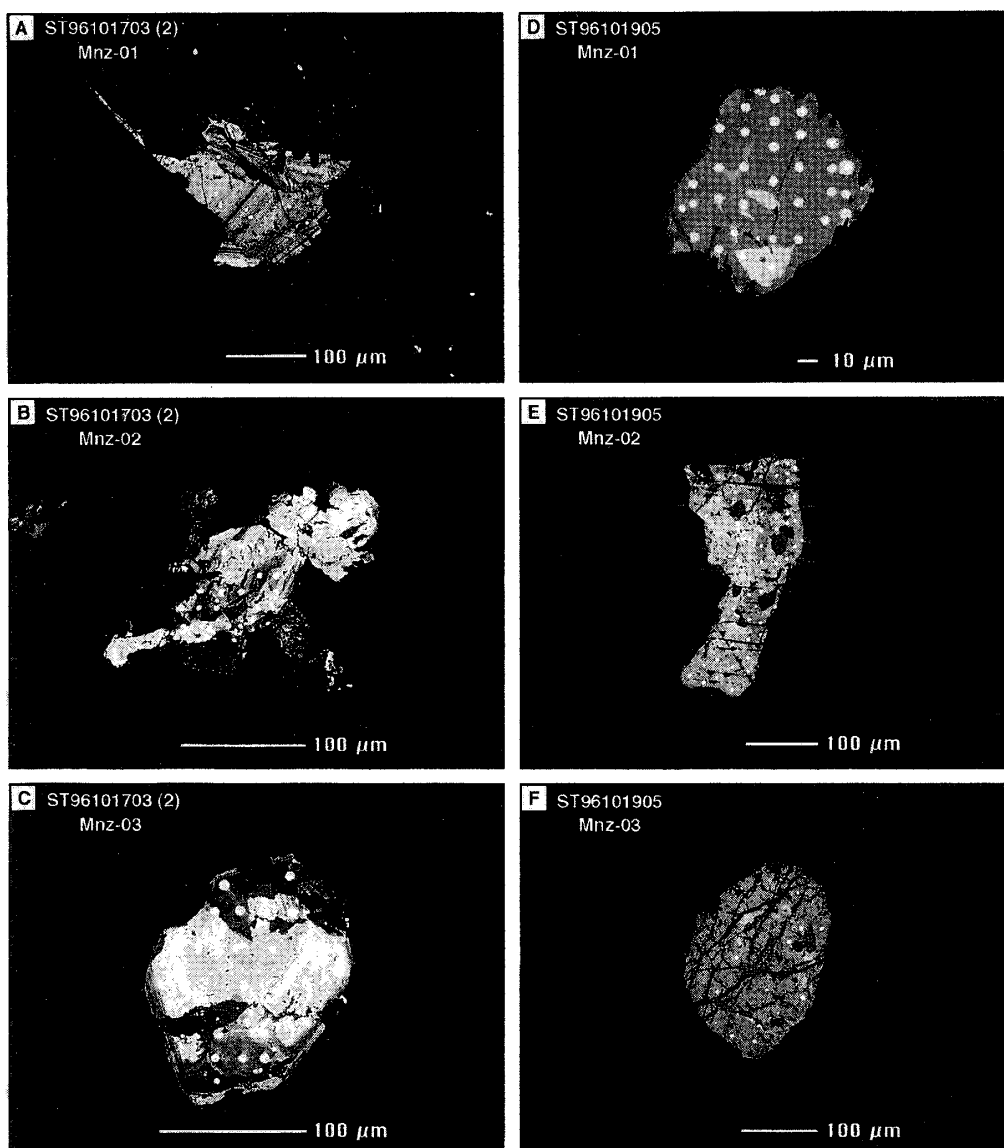 A ST96101703 (2)
Mnz-01
100 μm
B ST96101703 (2)
Mnz-02
100 μm
C ST96101703 (2)
Mnz-03
100 μm
D ST96101905
Mnz-01
10 μm
E ST96101905
Mnz-02
100 μm
F ST96101905
Mnz-03
100 μm